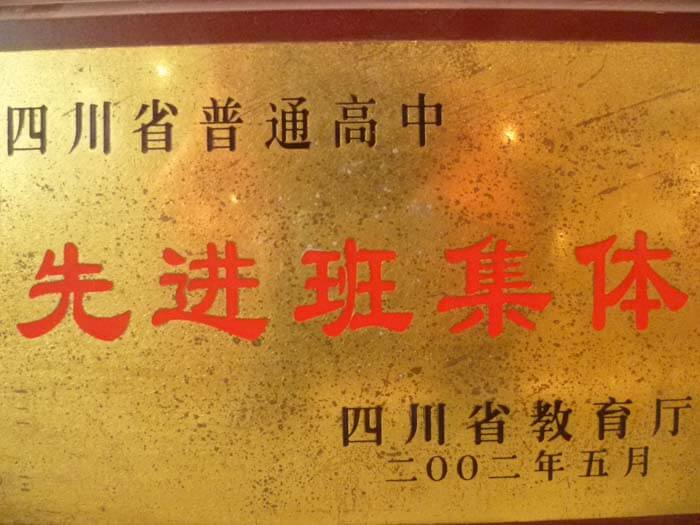 四川省普通高中
先进班集体
四川省教育厅
二〇〇二年五月